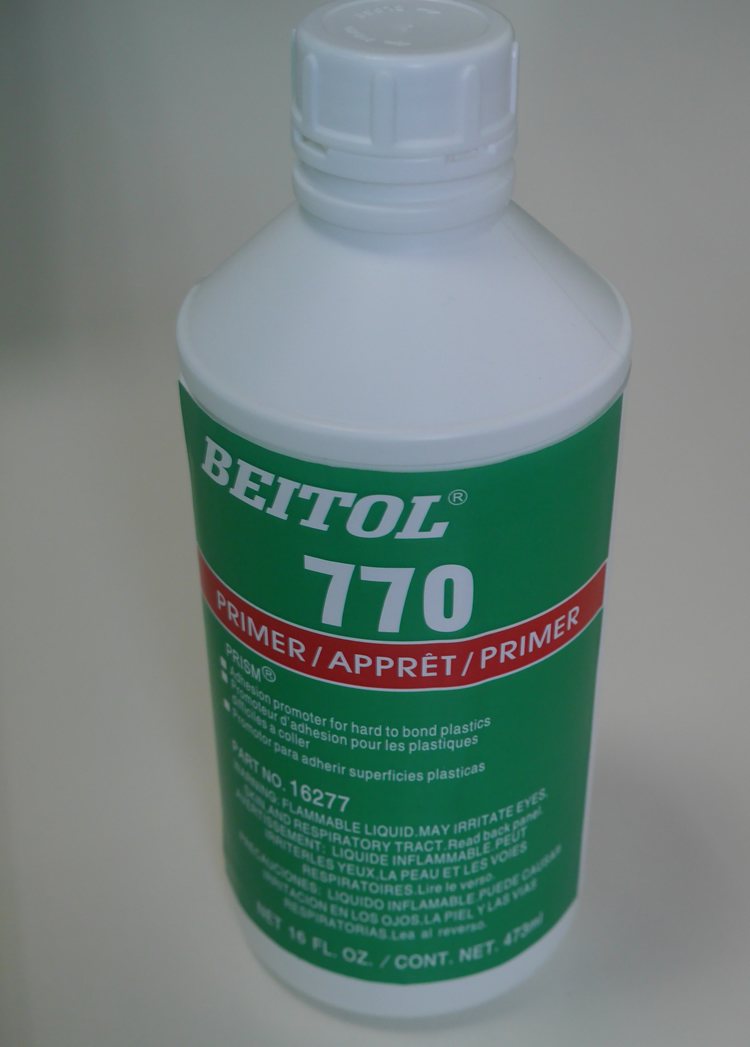 BEITOL®
770
PRIMER / APPRÊT / PRIMER
PRISM®
Adhesion promoter for hard to bond plastics
Promoteur d'adhesion pour les plastiques
difficiles a coller
Promotor para adherir superficies plasticas
PART NO. 16277
WARNING: FLAMMABLE LIQUID.MAY IRRITATE EYES,
SKIN AND RESPIRATORY TRACT.Read back panel.
AVERTISSEMENT: LIQUIDE INFLAMMABLE.PEUT
IRRITERLES YEUX.LA PEAU ET LES VOIES
RESPIRATOIRES.Lire le verso.
PRECAUCIONES: LIQUIDO INFLAMABLE.PUEDE CAUSAR
IRRITACION EN LOS OJOS.LA PIEL Y LAS VIAS
RESPIRATORIAS.Lea al reverso.
NET 16 FL. OZ. / CONT. NET. 473ml